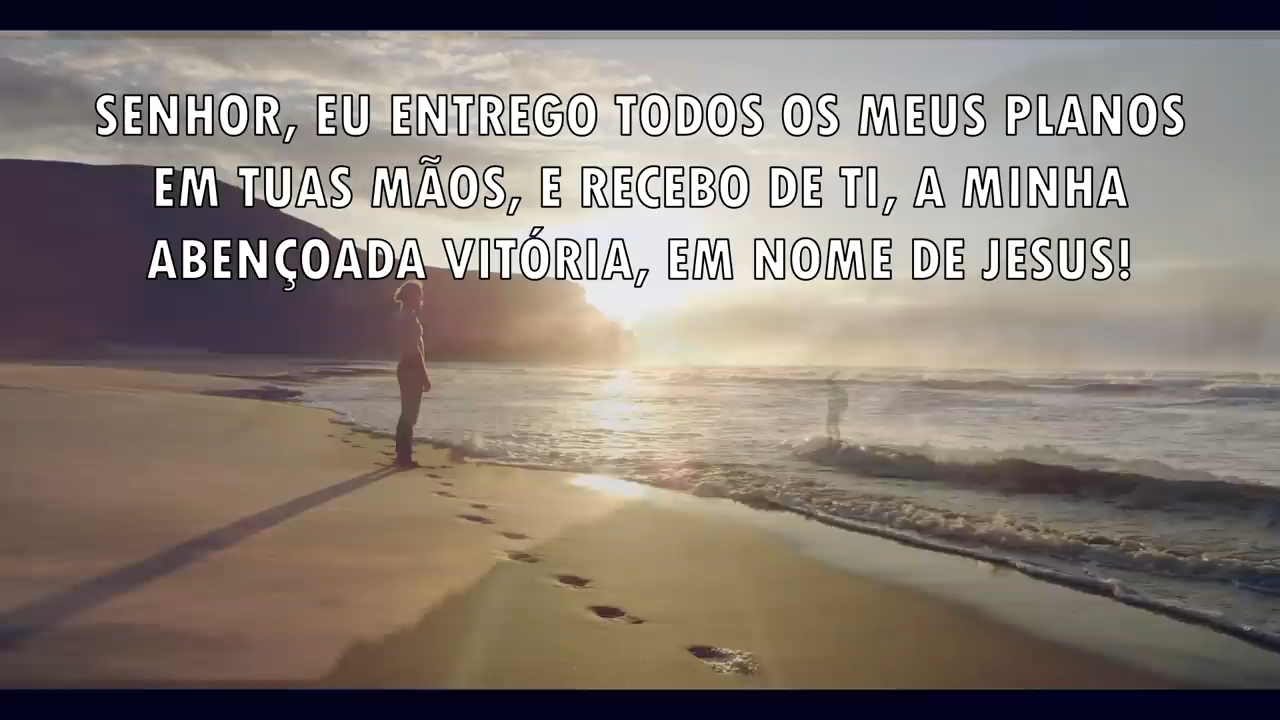 SENHOR, EU ENTREGO TODOS OS MEUS PLANOS
EM TUAS MÃOS, E RECEBO DE TI, A MINHA
ABENÇOADA VITÓRIA, EM NOME DE JESUS!